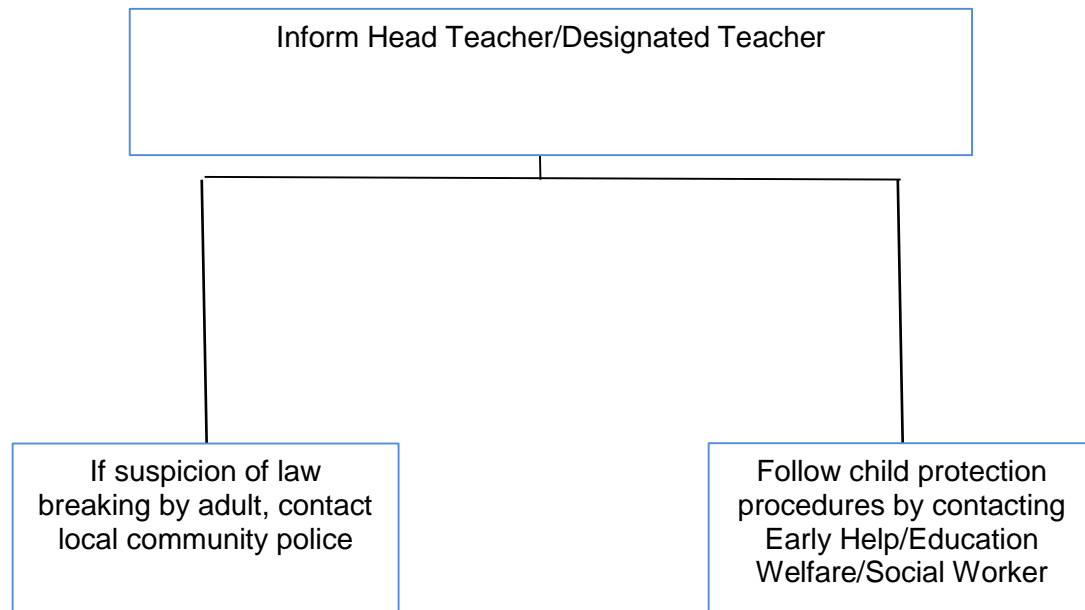 Inform Head Teacher/Designated Teacher
If suspicion of law
breaking by adult, contact
local community police
Follow child protection
procedures by contacting
Early Help/Education
Welfare/Social Worker